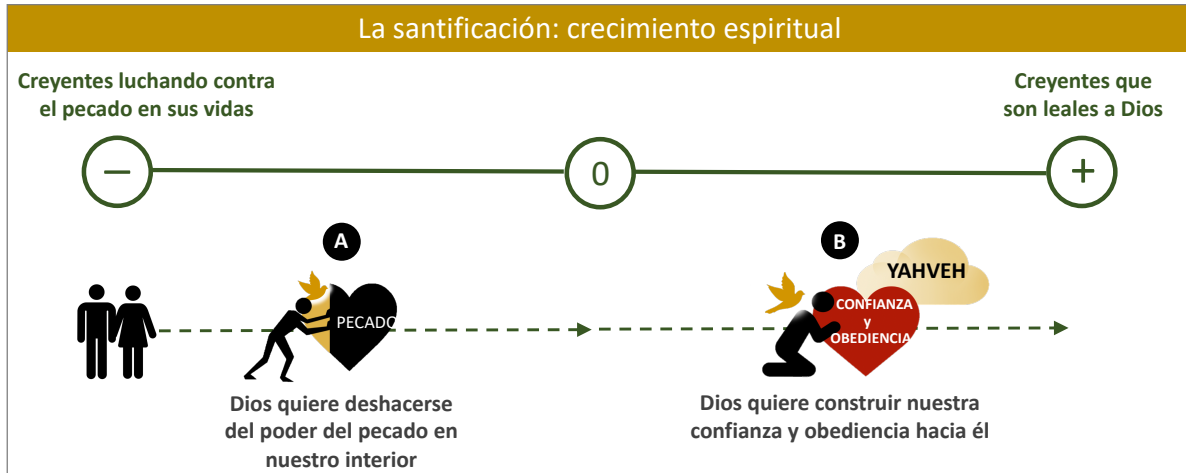 La santificación: crecimiento espiritual
Creyentes luchando contra
el pecado en sus vidas
Creyentes que
son leales a Dios
−
0
+
A
B
PECADO
YAHVEH
CONFIANZA
y
OBEDIENCIA
Dios quiere deshacerse
del poder del pecado en
nuestro interior
Dios quiere construir nuestra
confianza y obediencia hacia él